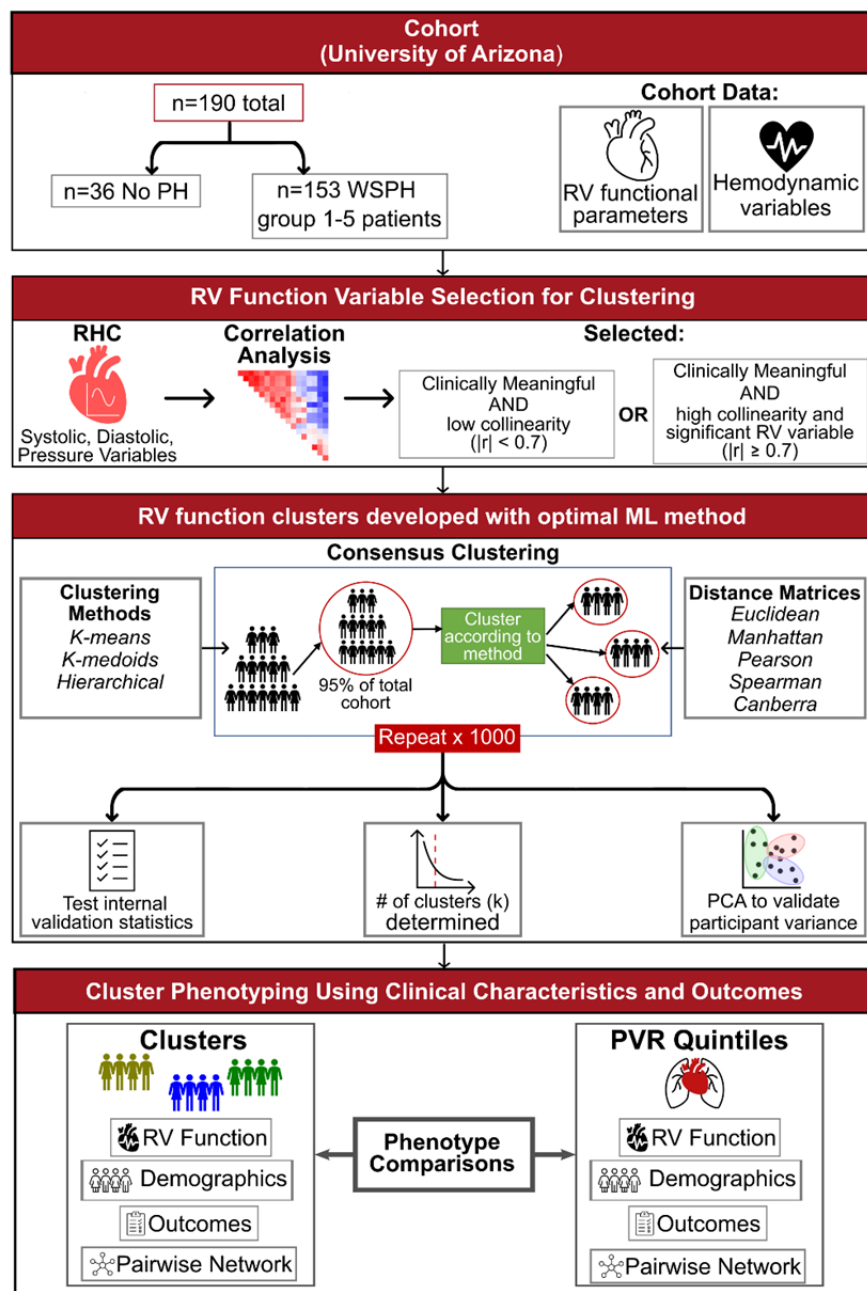 Cohort
(University of Arizona)
n=190 total
n=36 No PH
n=153 WSPH
group 1-5 patients
Cohort Data:
RV functional
parameters
Hemodynamic
variables
RV Function Variable Selection for Clustering
RHC
Systolic, Diastolic,
Pressure Variables
Correlation
Analysis
Selected:
Clinically Meaningful
AND
low collinearity
(|r| < 0.7)
OR
Clinically Meaningful
AND
high collinearity and
significant RV variable
(|r| ≥ 0.7)
RV function clusters developed with optimal ML method
Consensus Clustering
Clustering
Methods
K-means
K-medoids
Hierarchical
95% of total
cohort
Cluster
according to
method
Distance Matrices
Euclidean
Manhattan
Pearson
Spearman
Canberra
Repeat x 1000
Test internal
validation statistics
# of clusters (k)
determined
PCA to validate
participant variance
Cluster Phenotyping Using Clinical Characteristics and Outcomes
Clusters
RV Function
Demographics
Outcomes
Pairwise Network
Phenotype
Comparisons
PVR Quintiles
RV Function
Demographics
Outcomes
Pairwise Network